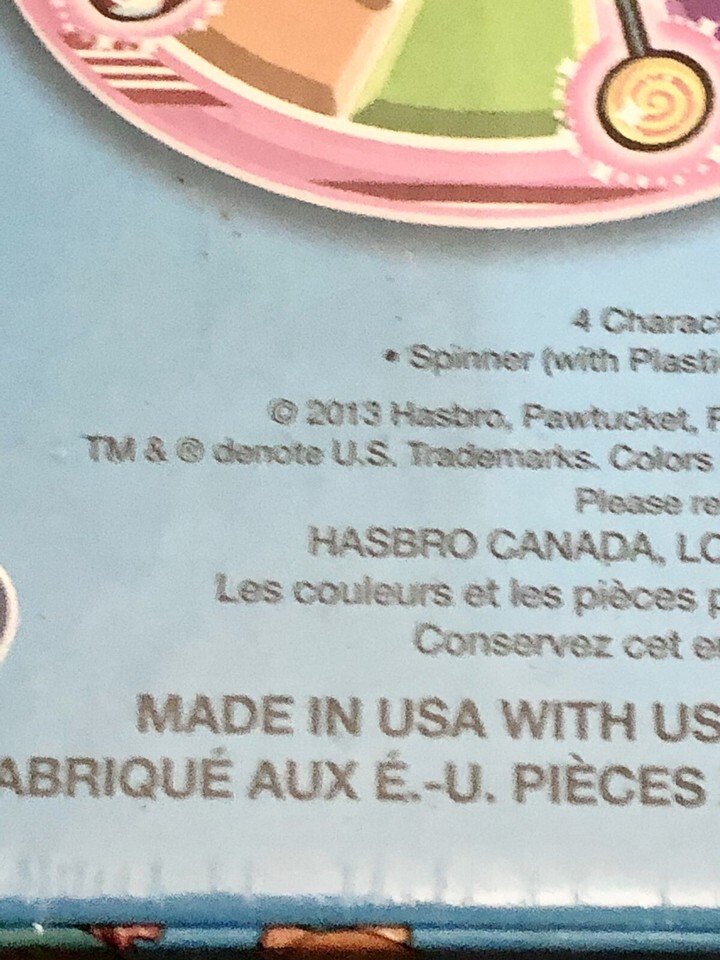 4 Charact
• Spinner (with Plasti
© 2013 Hasbro, Pawtucket,
TM & ® denote U.S. Trademarks. Colors
Please re
HASBRO CANADA, LO
Les couleurs et les pièces p
Conservez cet e
MADE IN USA WITH US
ABRIQUÉ AUX É.-U. PIÈCES